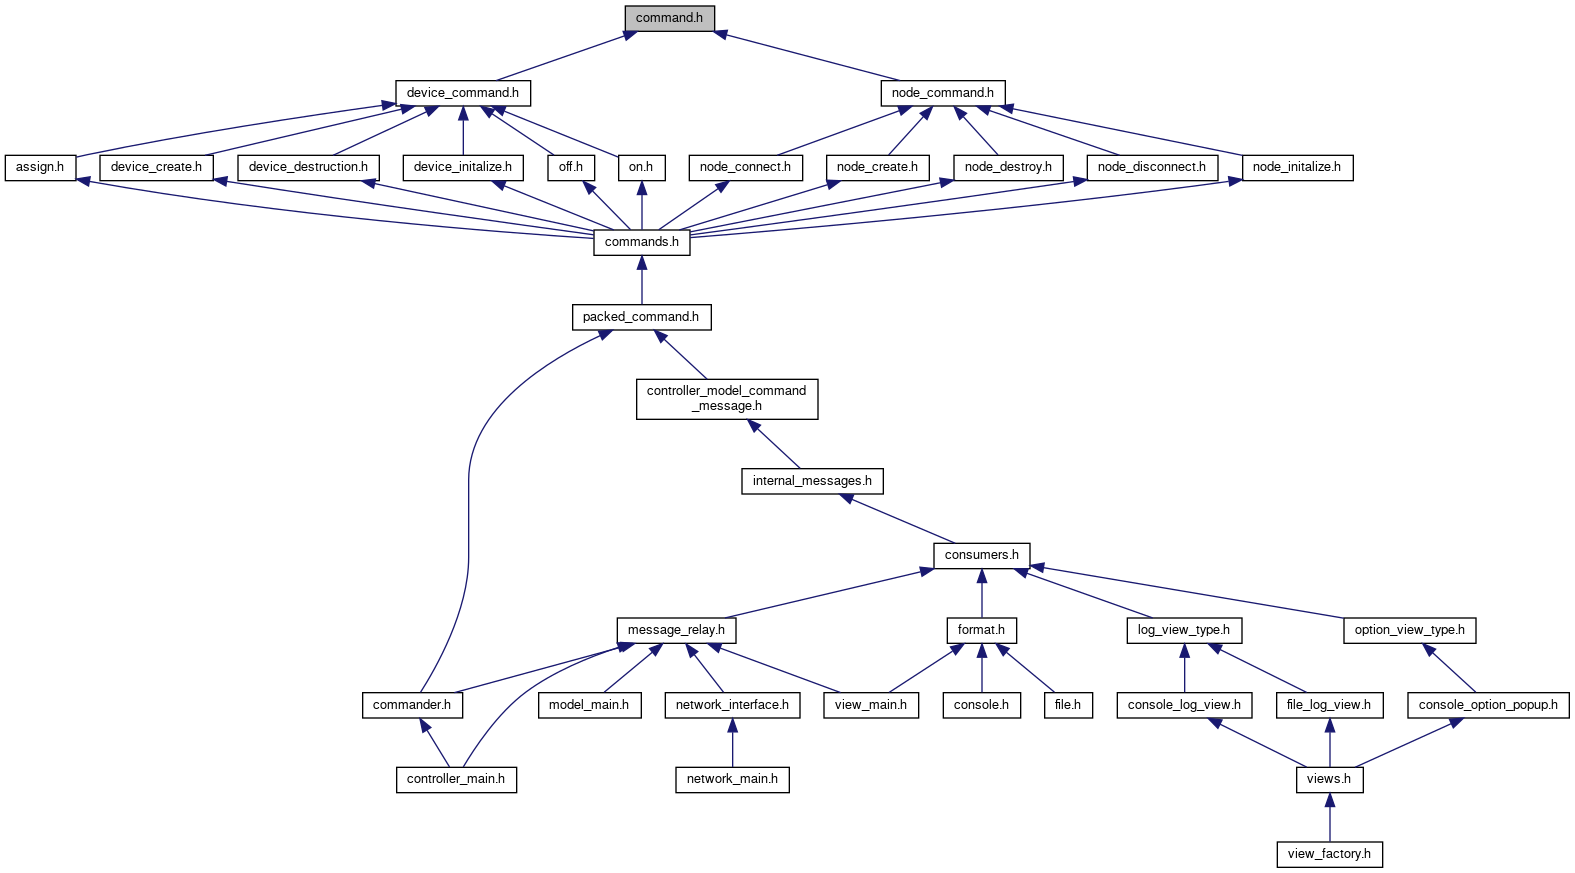 command.h
device_command.h
node_command.h
assign.h
device_create.h
device_destruction.h
device_initalize.h
off.h
on.h
node_connect.h
node_create.h
node_destroy.h
node_disconnect.h
node_initalize.h
commands.h
packed_command.h
controller_model_command
_message.h
internal_messages.h
consumers.h
message_relay.h
format.h
log_view_type.h
option_view_type.h
commander.h
model_main.h
network_interface.h
view_main.h
console.h
file.h
console_log_view.h
file_log_view.h
console_option_popup.h
controller_main.h
network_main.h
views.h
view_factory.h